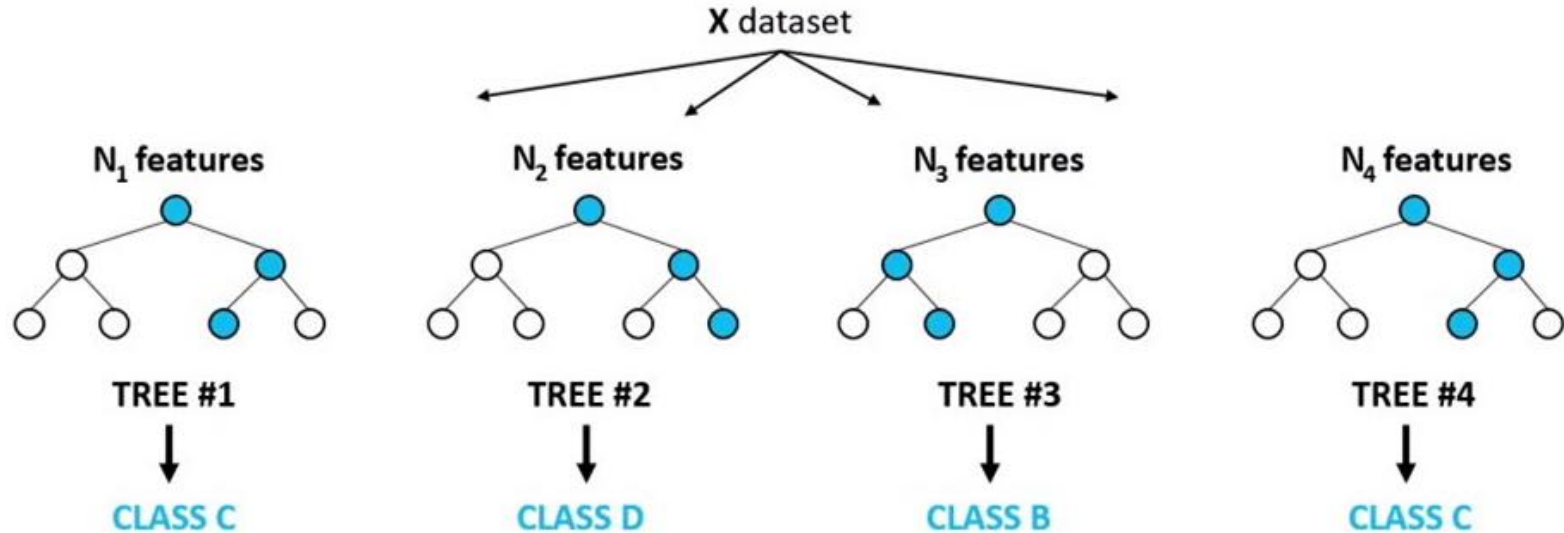 X dataset
N₁ features N₂ features N₃ features N₄ features
TREE #1 TREE #2 TREE #3 TREE #4
CLASS C CLASS D CLASS B CLASS C